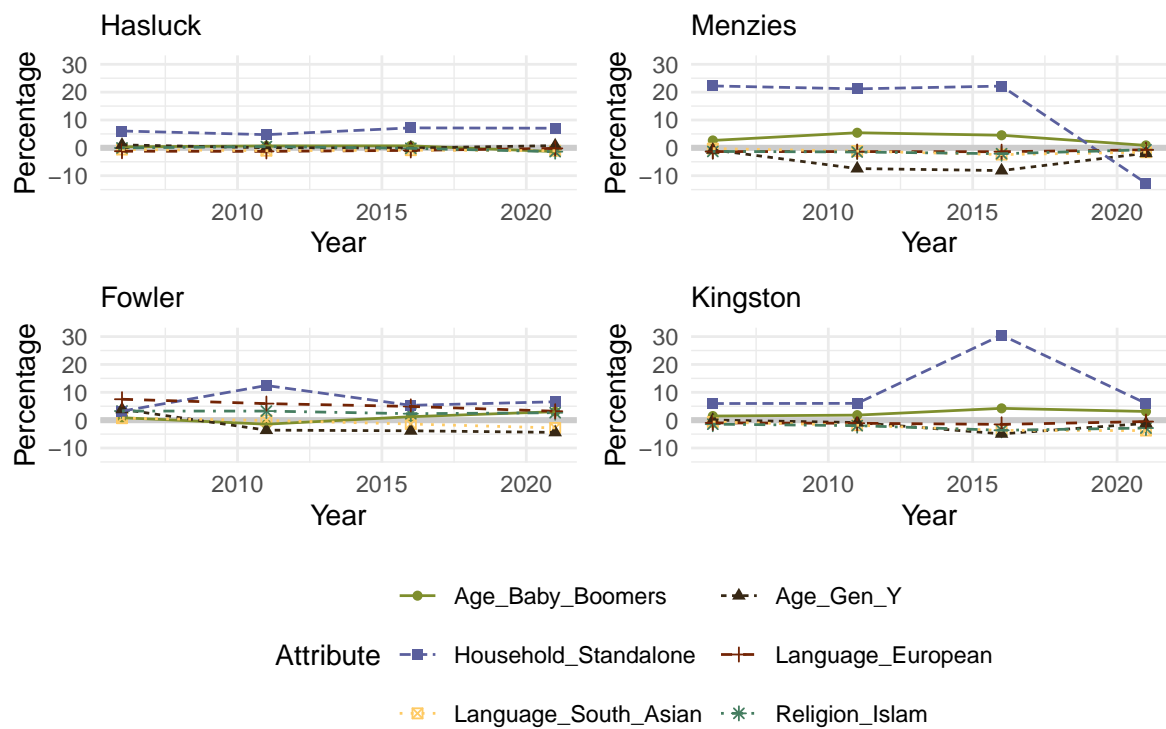 Hasluck
Percentage
30
20
10
0
−10
2010 2015 2020
Year
Menzies
Percentage
30
20
10
0
−10
2010 2015 2020
Year
Fowler
Percentage
30
20
10
0
−10
2010 2015 2020
Year
Kingston
Percentage
30
20
10
0
−10
2010 2015 2020
Year
Attribute
Age_Baby_Boomers Age_Gen_Y
Household_Standalone Language_European
Language_South_Asian Religion_Islam